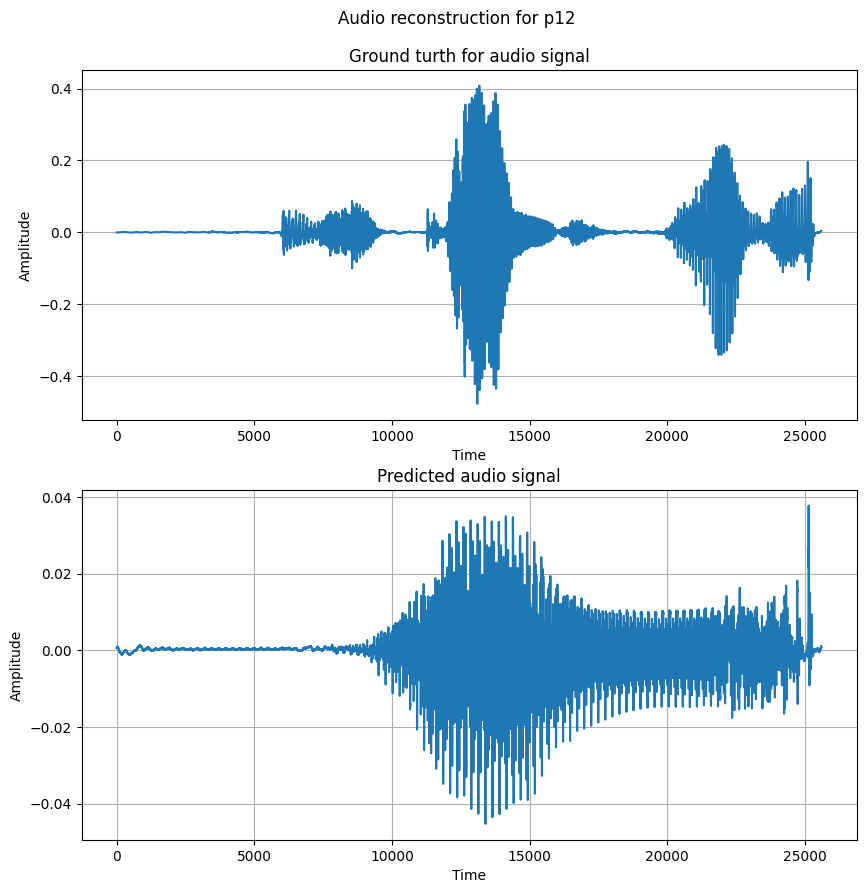 Audio reconstruction for p12
Ground turth for audio signal
0.4
0.2
0.0
−0.2
−0.4
Amplitude
0 5000 10000 15000 20000 25000
Time
Predicted audio signal
0.04
0.02
0.00
−0.02
−0.04
Amplitude
0 5000 10000 15000 20000 25000
Time